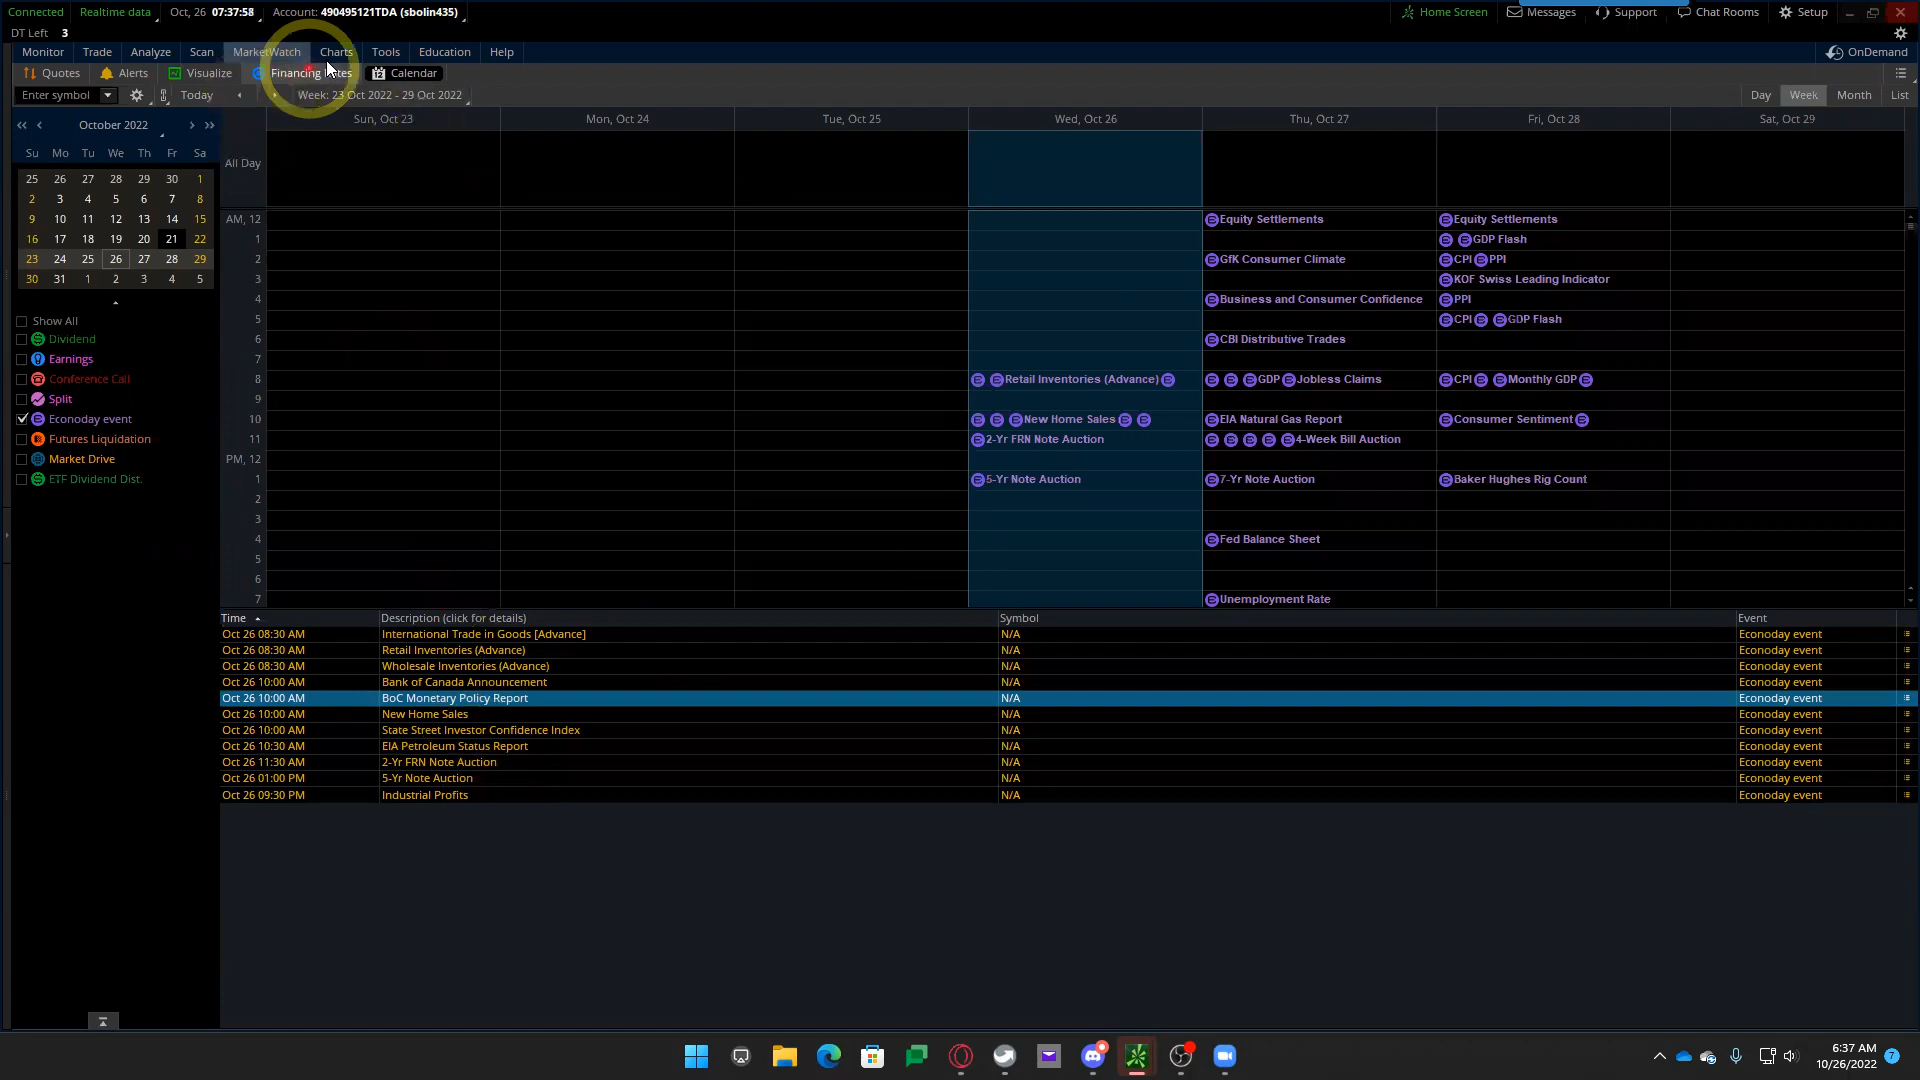 Connected Realtime data Oct, 26 07:37:58 Account: 490495121TDA (sbolin435) Home Screen Messages Support Chat Rooms Setup
DT Left 3
Monitor Trade Analyze Scan MarketWatch Charts Tools Education Help OnDemand
Quotes Alerts Visualize Financing Calendar
Enter symbol Today Week: 23 Oct 2022 - 29 Oct 2022 Day Week Month List
October 2022 Sun, Oct 23 Mon, Oct 24 Tue, Oct 25 Wed, Oct 26 Thu, Oct 27 Fri, Oct 28 Sat, Oct 29
Su Mo Tu We Th Fr Sa
25 26 27 28 29 30 1
2 3 4 5 6 7 8
9 10 11 12 13 14 15
16 17 18 19 20 21 22
23 24 25 26 27 28 29
30 31 1 2 3 4 5
Show All
Dividend
Earnings
Conference Call
Split
Econoday event
Futures Liquidation
Market Drive
ETF Dividend Dist.
All Day
AM, 12 Equity Settlements Equity Settlements
1 GDP Flash
2 GfK Consumer Climate CPI PPI
3 KOF Swiss Leading Indicator
4 Business and Consumer Confidence PPI
5 CPI GDP Flash
6 CBI Distributive Trades
7
8 Retail Inventories (Advance) GDP Jobless Claims CPI Monthly GDP
9
10 New Home Sales EIA Natural Gas Report Consumer Sentiment
11 2-Yr FRN Note Auction 4-Week Bill Auction
PM, 12
1 5-Yr Note Auction 7-Yr Note Auction Baker Hughes Rig Count
2
3
4 Fed Balance Sheet
5
6
7 Unemployment Rate
Time Description (click for details) Symbol Event
Oct 26 08:30 AM International Trade in Goods [Advance] N/A Econoday event
Oct 26 08:30 AM Retail Inventories (Advance) N/A Econoday event
Oct 26 08:30 AM Wholesale Inventories (Advance) N/A Econoday event
Oct 26 10:00 AM Bank of Canada Announcement N/A Econoday event
Oct 26 10:00 AM BoC Monetary Policy Report N/A Econoday event
Oct 26 10:00 AM New Home Sales N/A Econoday event
Oct 26 10:00 AM State Street Investor Confidence Index N/A Econoday event
Oct 26 10:30 AM EIA Petroleum Status Report N/A Econoday event
Oct 26 11:30 AM 2-Yr FRN Note Auction N/A Econoday event
Oct 26 01:00 PM 5-Yr Note Auction N/A Econoday event
Oct 26 09:30 PM Industrial Profits N/A Econoday event
6:37 AM
10/26/2022 7